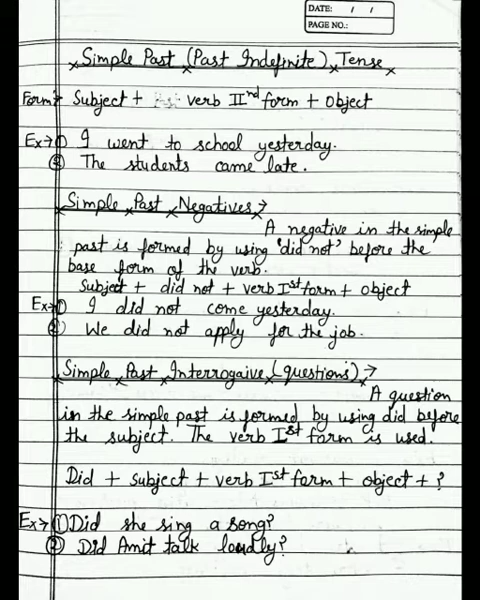 DATE: / /
PAGE NO.:
Simple Past (Past Indefinite) Tense
Form→ Subject + verb IInd form + Object
Ex→ ① I went to school yesterday.
② The students came late.
Simple Past Negatives→
A negative in the simple
past is formed by using 'did not' before the
base form of the verb.
Subject + did not + verb Ist form + object
Ex→ ① I did not come yesterday.
② We did not apply for the job.
Simple Past Interrogaive (questions)→
A question
in the simple past is formed by using did before
the subject. The verb Ist form is used.
Did + subject + verb Ist form + object + ?
Ex→ ① Did she sing a song?
② Did Amit talk loudly?